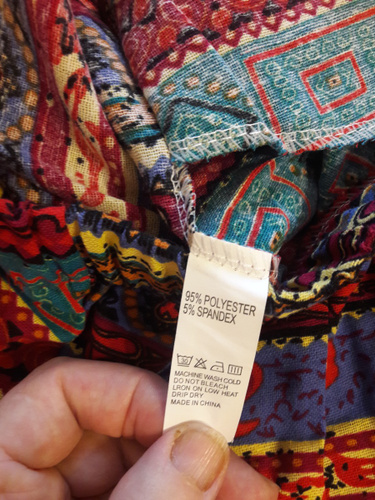 95% POLYESTER
5% SPANDEX
MACHINE WASH COLD
DO NOT BLEACH
LRON ON LOW HEAT
DRIP DRY
MADE IN CHINA